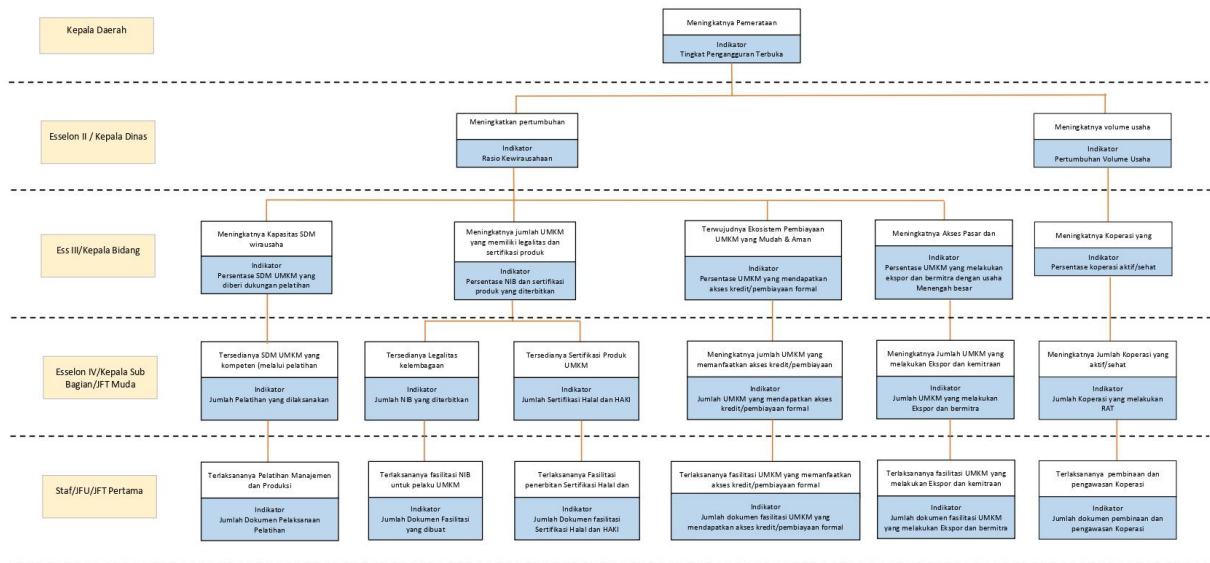 Kepala Daerah
Meningkatnya Pemerataan
Indikator
Tingkat Pengangguran Terbuka
Esselon II / Kepala Dinas
Meningkatkan pertumbuhan
Indikator
Rasio Kewirausahaan
Meningkatnya volume usaha
Indikator
Pertumbuhan Volume Usaha
Ess III/Kepala Bidang
Meningkatnya Kapasitas SDM
wirausaha
Indikator
Persentase SDM UMKM yang
diberi dukungan pelatihan
Meningkatnya jumlah UMKM
yang memiliki legalitas dan
sertifikasi produk
Indikator
Persentase NIB dan sertifikasi
produk yang diterbitkan
Terwujudnya Ekosistem Pembiayaan
UMKM yang Mudah & Aman
Indikator
Persentase UMKM yang mendapatkan
akses kredit/pembiayaan formal
Meningkatnya Akses Pasar dan
Indikator
Persentase UMKM yang melakukan
ekspor dan bermitra dengan usaha
Menengah besar
Meningkatnya Koperasi yang
Indikator
Persentase koperasi aktif/sehat
Esselon IV/Kepala Sub
Bagian/JFT Muda
Tersedianya SDM UMKM yang
kompeten (melalui pelatihan
Indikator
Jumlah Pelatihan yang dilaksanakan
Tersedianya Legalitas
kelembagaan
Indikator
Jumlah NIB yang diterbitkan
Tersedianya Sertifikasi Produk
UMKM
Indikator
Jumlah Sertifikasi Halal dan HAKI
Meningkatnya jumlah UMKM yang
memanfaatkan akses kredit/pembiayaan
Indikator
Jumlah UMKM yang mendapatkan akses
kredit/pembiayaan formal
Meningkatnya Jumlah UMKM yang
melakukan Ekspor dan kemitraan
Indikator
Jumlah UMKM yang melakukan
Ekspor dan bermitra
Meningkatnya Jumlah Koperasi yang
aktif/sehat
Indikator
Jumlah Koperasi yang melakukan
RAT
Staf/JFU/JFT Pertama
Terlaksananya Pelatihan Manajemen
dan Produksi
Indikator
Jumlah Dokumen Pelaksanaan
Pelatihan
Terlaksananya fasilitasi NIB
untuk pelaku UMKM
Indikator
Jumlah Dokumen Fasilitasi
yang dibuat
Terlaksananya Fasilitasi
penerbitan Sertifikasi Halal dan
Indikator
Jumlah Dokumen fasilitasi
Sertifikasi Halal dan HAKI
Terlaksananya fasilitasi UMKM yang memanfaatkan
akses kredit/pembiayaan formal
Indikator
Jumlah dokumen fasilitasi UMKM yang
mendapatkan akses kredit/pembiayaan formal
Terlaksananya fasilitasi UMKM yang
melakukan Ekspor dan kemitraan
Indikator
Jumlah dokumen fasilitasi UMKM
yang melakukan Ekspor dan bermitra
Terlaksananya pembinaan dan
pengawasan Koperasi
Indikator
Jumlah dokumen pembinaan dan
pengawasan Koperasi